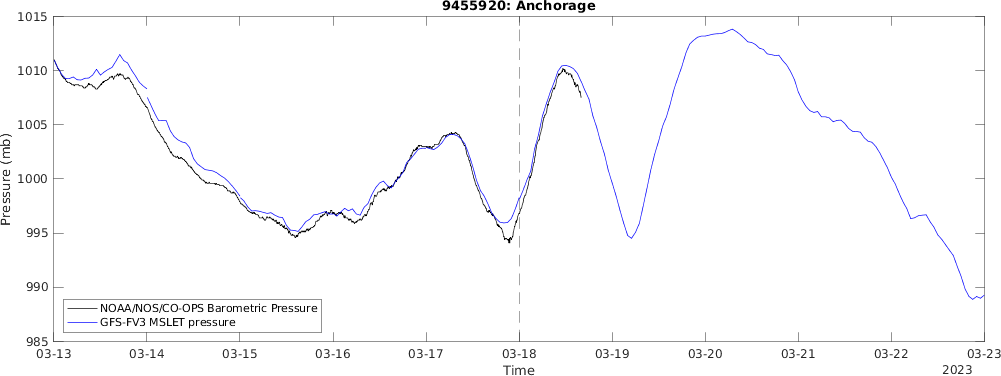 9455920: Anchorage
Pressure (mb)
1015
1010
1005
1000
995
990
985
NOAA/NOS/CO-OPS Barometric Pressure
GFS-FV3 MSLET pressure
03-13 03-14 03-15 03-16 03-17 03-18 03-19 03-20 03-21 03-22 03-23
Time
2023